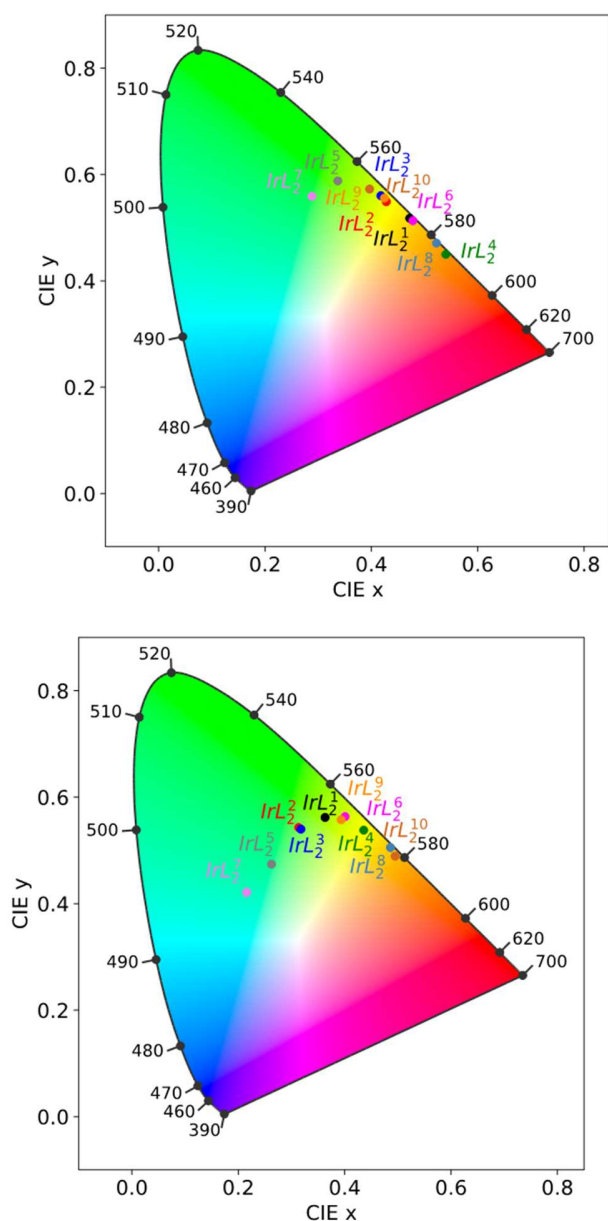 520
0.8
540
510
560
IrL₂⁵
IrL₂³
0.6
IrL₂⁷
IrL₂¹⁰
IrL₂⁹
IrL₂⁶
500
IrL₂²
580
IrL₂¹
IrL₂⁴
IrL₂⁸
0.4
CIE y
600
620
490
700
0.2
480
470
460
0.0
390
0.0 0.2 0.4 0.6 0.8
CIE x
520
0.8
540
510
560
IrL₂⁹
0.6
IrL₂² IrL₂¹ IrL₂⁶
500
IrL₂¹⁰
580
IrL₂⁵ IrL₂³ IrL₂⁴
IrL₂⁸
IrL₂⁷
0.4
CIE y
600
620
490
700
0.2
480
470
460
0.0
390
0.0 0.2 0.4 0.6 0.8
CIE x